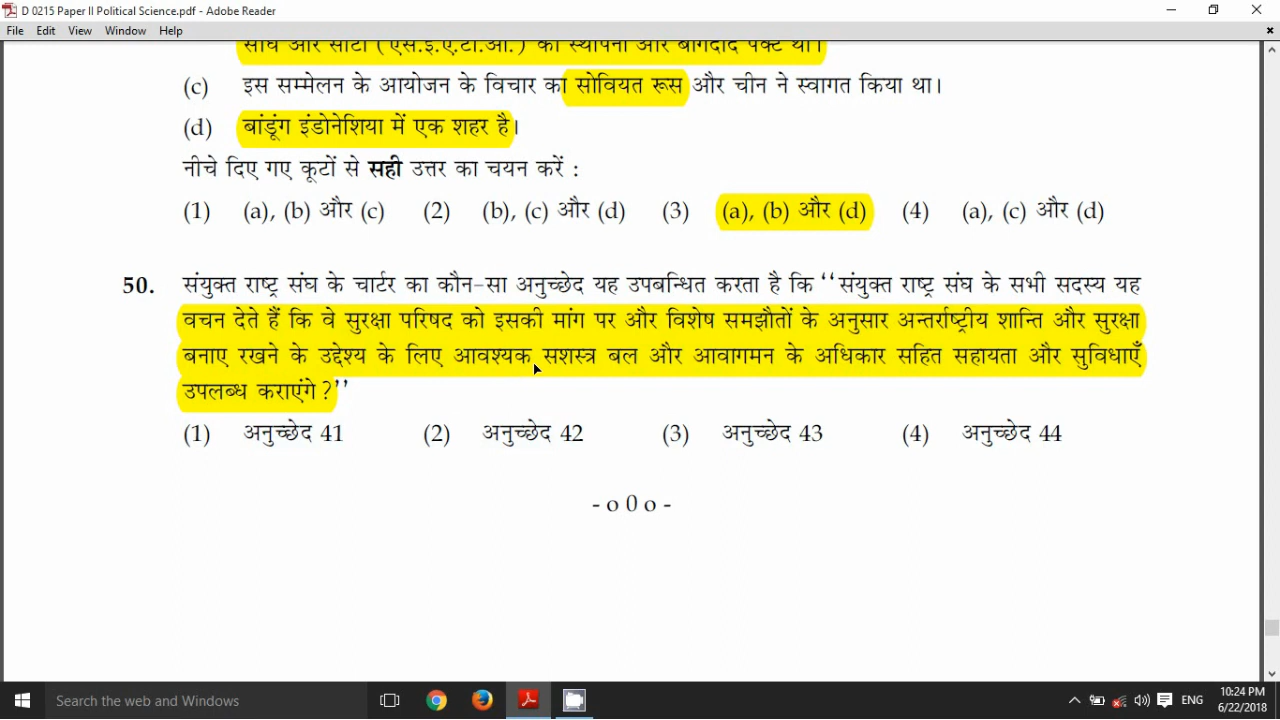 D 0215 Paper II Political Science.pdf - Adobe Reader
File Edit View Window Help
(एस.ई.ए.टी.ओ.) की स्थापना और बागदाद पैक्ट था।
(c) इस सम्मेलन के आयोजन के विचार का सोवियत रूस और चीन ने स्वागत किया था।
(d) बांडूंग इंडोनेशिया में एक शहर है।
नीचे दिए गए कूटों से सही उत्तर का चयन करें :
(1) (a), (b) और (c) (2) (b), (c) और (d) (3) (a), (b) और (d) (4) (a), (c) और (d)
50. संयुक्त राष्ट्र संघ के चार्टर का कौन-सा अनुच्छेद यह उपबन्धित करता है कि ‘‘संयुक्त राष्ट्र संघ के सभी सदस्य यह
वचन देते हैं कि वे सुरक्षा परिषद को इसकी मांग पर और विशेष समझौतों के अनुसार अन्तर्राष्ट्रीय शान्ति और सुरक्षा
बनाए रखने के उद्देश्य के लिए आवश्यक सशस्त्र बल और आवागमन के अधिकार सहित सहायता और सुविधाएँ
उपलब्ध कराएंगे ?’’
(1) अनुच्छेद 41 (2) अनुच्छेद 42 (3) अनुच्छेद 43 (4) अनुच्छेद 44
- o 0 o -
Search the web and Windows
ENG
10:24 PM
6/22/2018